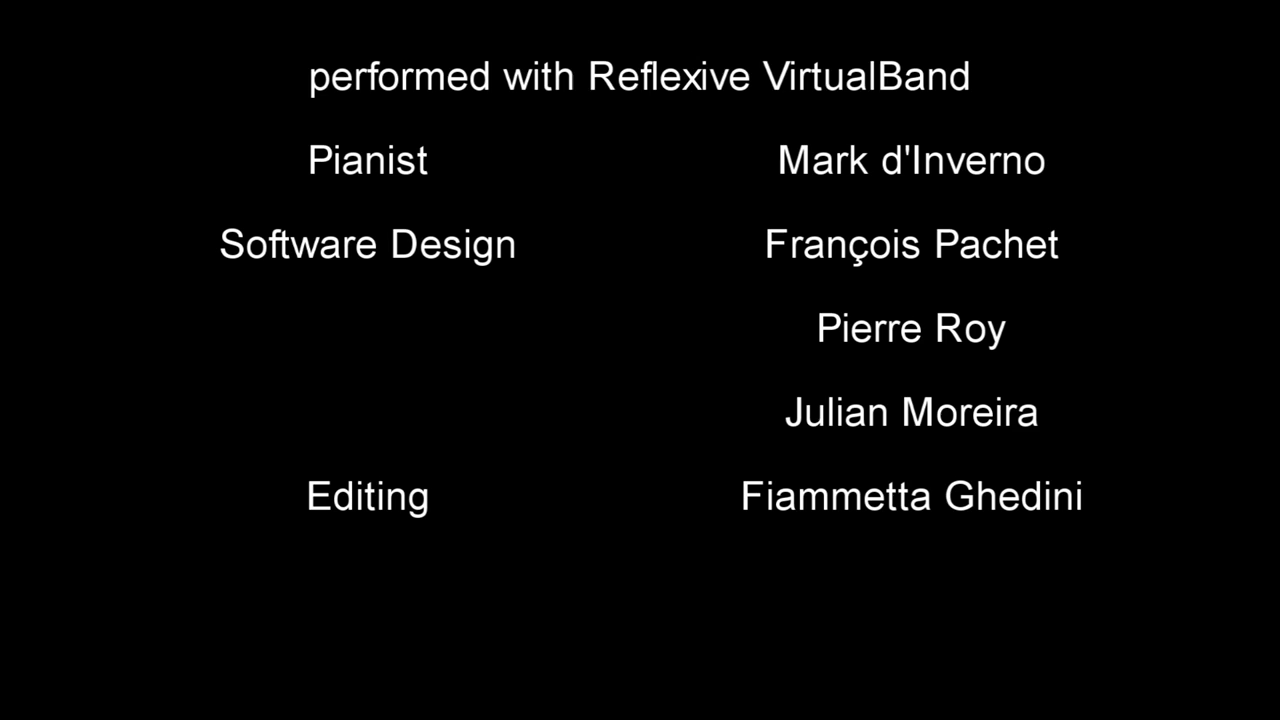 performed with Reflexive VirtualBand
Pianist Mark d'Inverno
Software Design François Pachet
Pierre Roy
Julian Moreira
Editing Fiammetta Ghedini